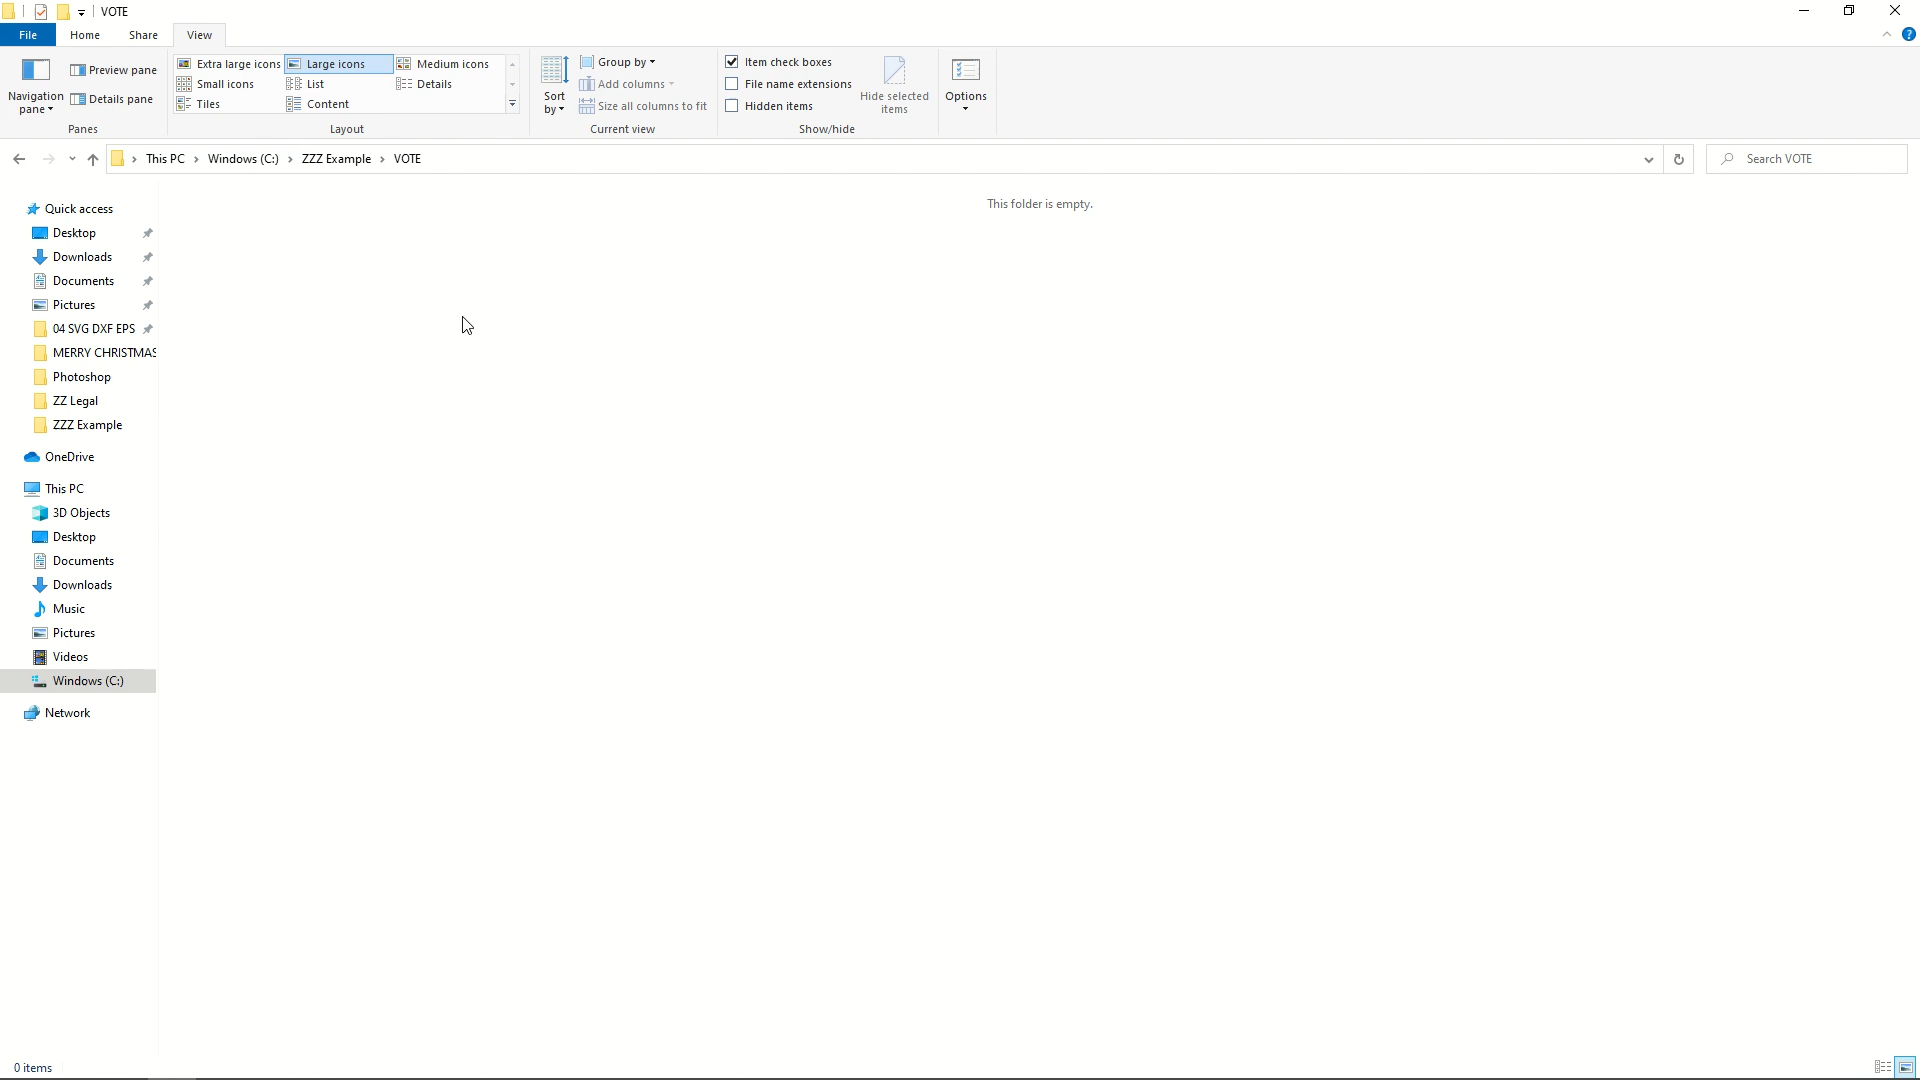 VOTE
File Home Share View
Navigation pane
Preview pane
Details pane
Panes
Extra large icons Large icons Medium icons
Small icons List Details
Tiles Content
Layout
Sort by
Group by
Add columns
Size all columns to fit
Current view
Item check boxes
File name extensions
Hidden items
Hide selected items
Show/hide
Options
This PC Windows (C:) ZZZ Example VOTE
Search VOTE
This folder is empty.
Quick access
Desktop
Downloads
Documents
Pictures
04 SVG DXF EPS
MERRY CHRISTMAS
Photoshop
ZZ Legal
ZZZ Example
OneDrive
This PC
3D Objects
Desktop
Documents
Downloads
Music
Pictures
Videos
Windows (C:)
Network
0 items